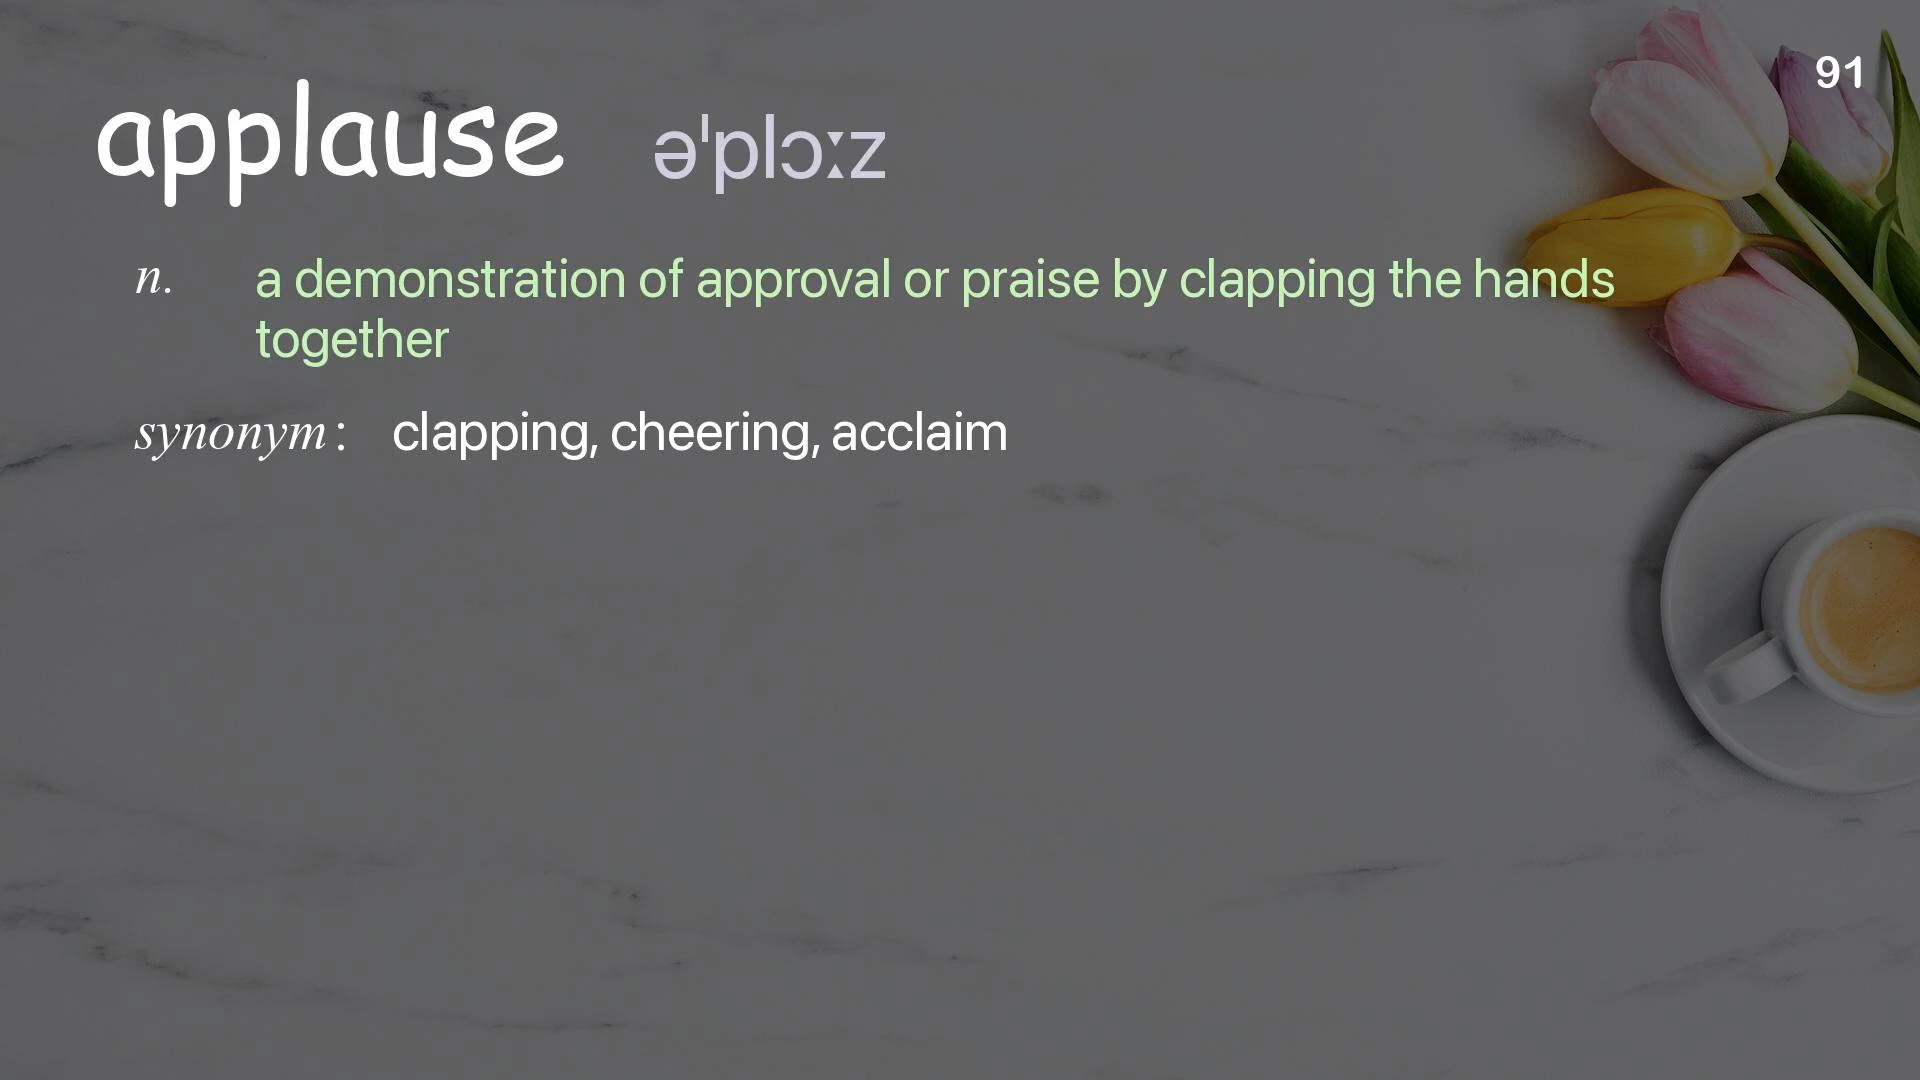 91
applause əˈplɔːz
n. a demonstration of approval or praise by clapping the hands
together
synonym: clapping, cheering, acclaim